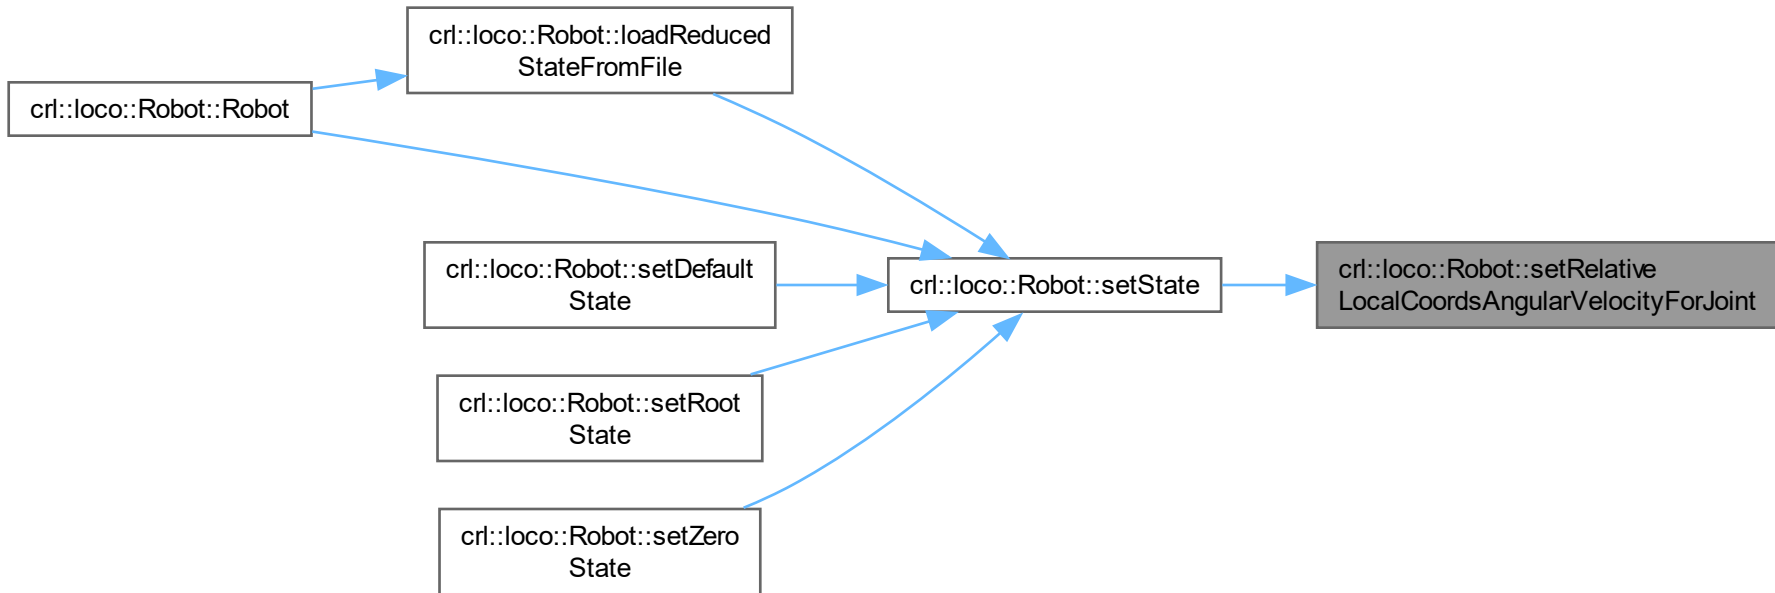 crl::loco::Robot::loadReduced
StateFromFile
crl::loco::Robot::Robot
crl::loco::Robot::setDefault
State
crl::loco::Robot::setState
crl::loco::Robot::setRelative
LocalCoordsAngularVelocityForJoint
crl::loco::Robot::setRoot
State
crl::loco::Robot::setZero
State